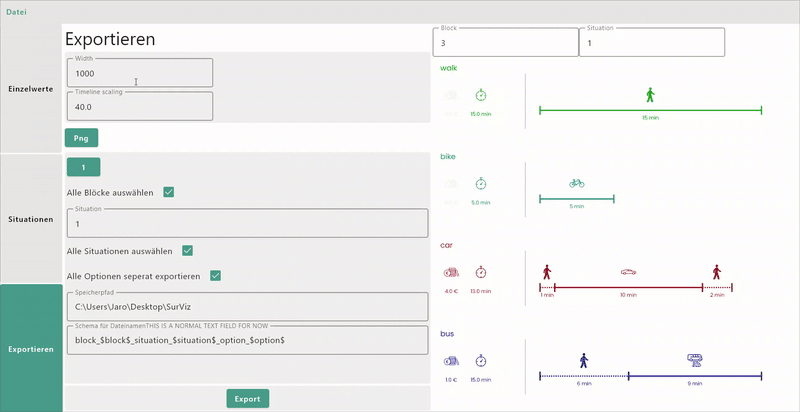 Datei
Exportieren
Width
1000
Timeline scaling
40.0
Png
1
Alle Blöcke auswählen
Situation
1
Alle Situationen auswählen
Alle Optionen seperat exportieren
Speicherpfad
C:\Users\Jaro\Desktop\SurViz
Schema für DateinamenTHIS IS A NORMAL TEXT FIELD FOR NOW
block_$block$_situation_$situation$_option_$option$
Export
Einzelwerte
Situationen
Exportieren
Block
3
Situation
1
walk
15.0 min
15 min
bike
5.0 min
5 min
car
4.0 €
13.0 min
1 min
10 min
2 min
bus
1.0 €
15.0 min
6 min
9 min